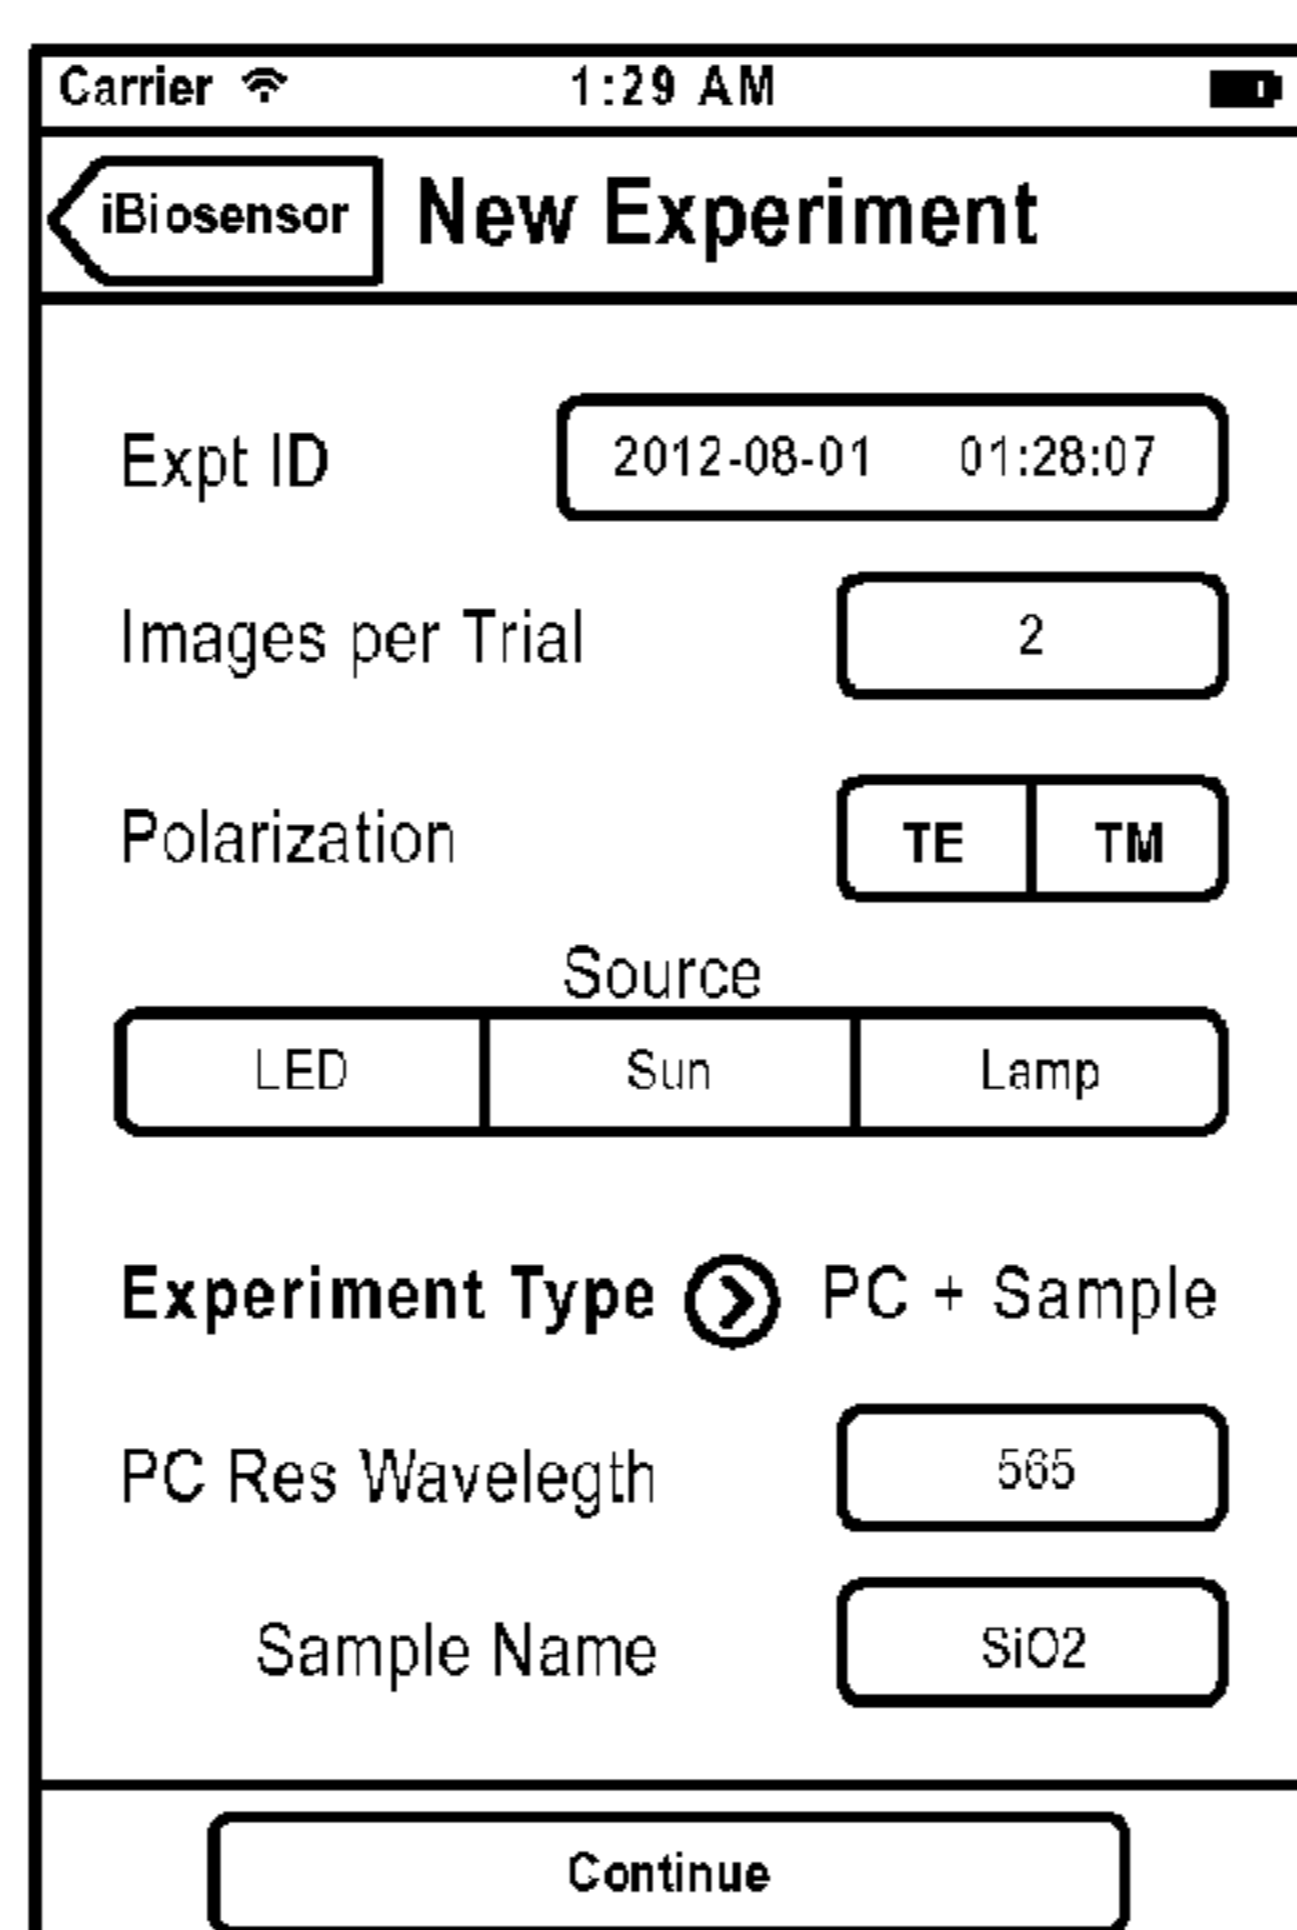 Carrier 1:29 AM
iBiosensor New Experiment
Expt ID 2012-08-01 01:28:07
Images per Trial 2
Polarization TE TM
Source
LED Sun Lamp
Experiment Type PC + Sample
PC Res Wavelegth 565
Sample Name SiO2
Continue